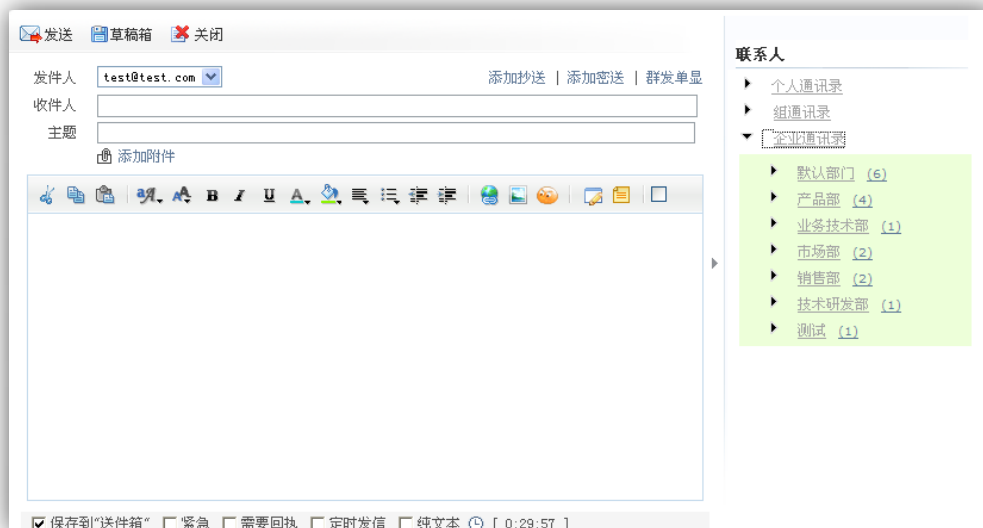 发送 草稿箱 关闭
发件人 test@test.com 添加抄送 | 添加密送 | 群发单显
收件人
主题
添加附件
保存到“送件箱” 紧急 需要回执 定时发信 纯文本 [ 0:29:57 ]
联系人
个人通讯录
组通讯录
企业通讯录
默认部门 (6)
产品部 (4)
业务技术部 (1)
市场部 (2)
销售部 (2)
技术研发部 (1)
测试 (1)